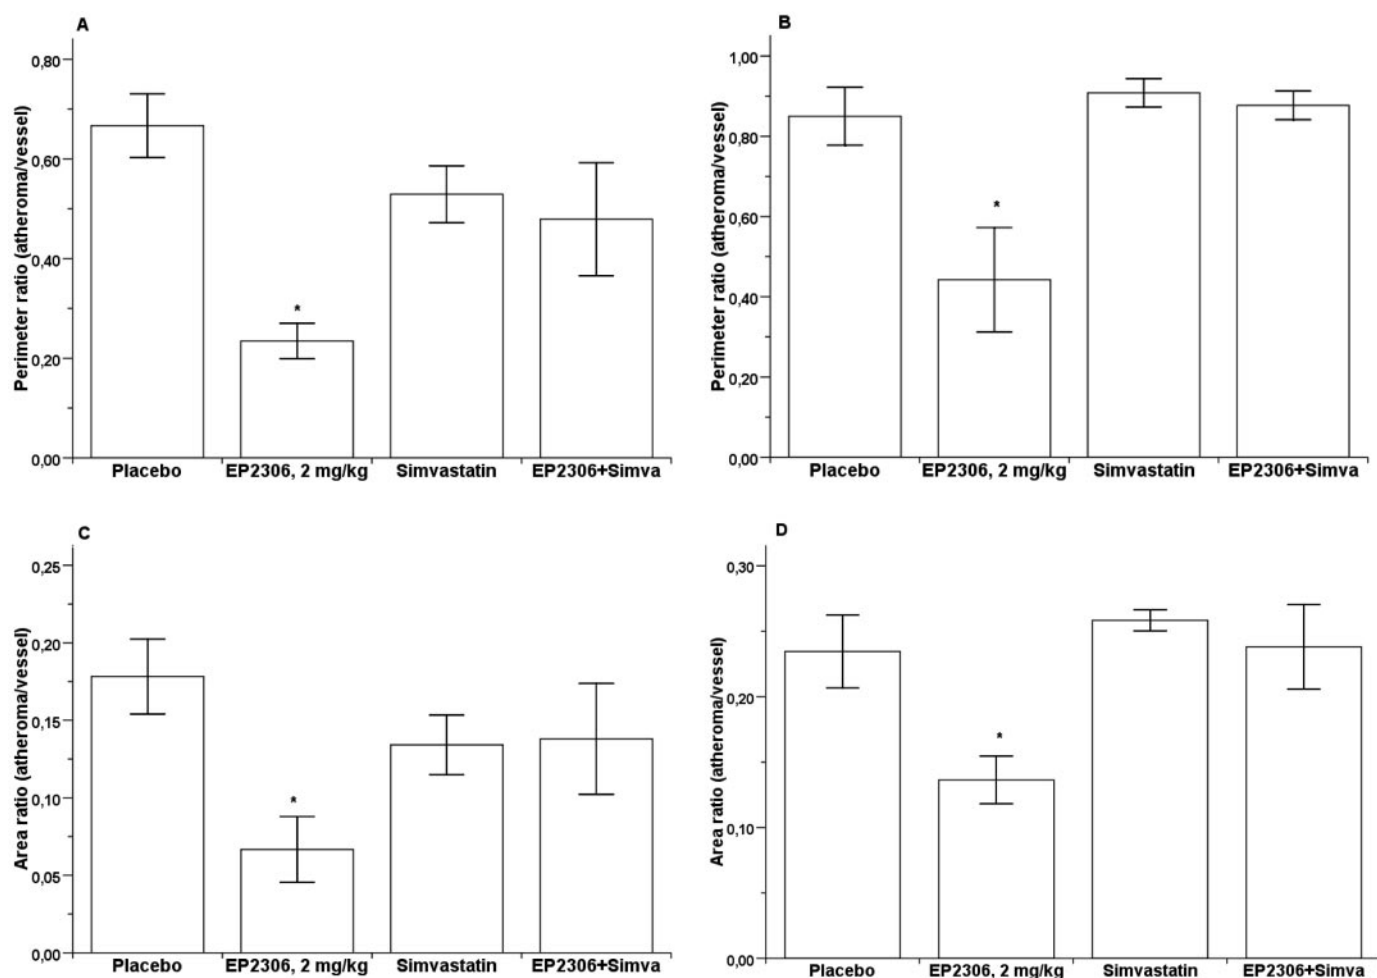 A
Perimeter ratio (atheroma/vessel)
0,80
0,60
0,40
0,20
0,00
*
Placebo EP2306, 2 mg/kg Simvastatin EP2306+Simva
B
Perimeter ratio (atheroma/vessel)
1,00
0,80
0,60
0,40
0,20
0,00
*
Placebo EP2306, 2 mg/kg Simvastatin EP2306+Simva
C
Area ratio (atheroma/vessel)
0,25
0,20
0,15
0,10
0,05
0,00
*
Placebo EP2306, 2 mg/kg Simvastatin EP2306+Simva
D
Area ratio (atheroma/vessel)
0,30
0,20
0,10
0,00
*
Placebo EP2306, 2 mg/kg Simvastatin EP2306+Simva